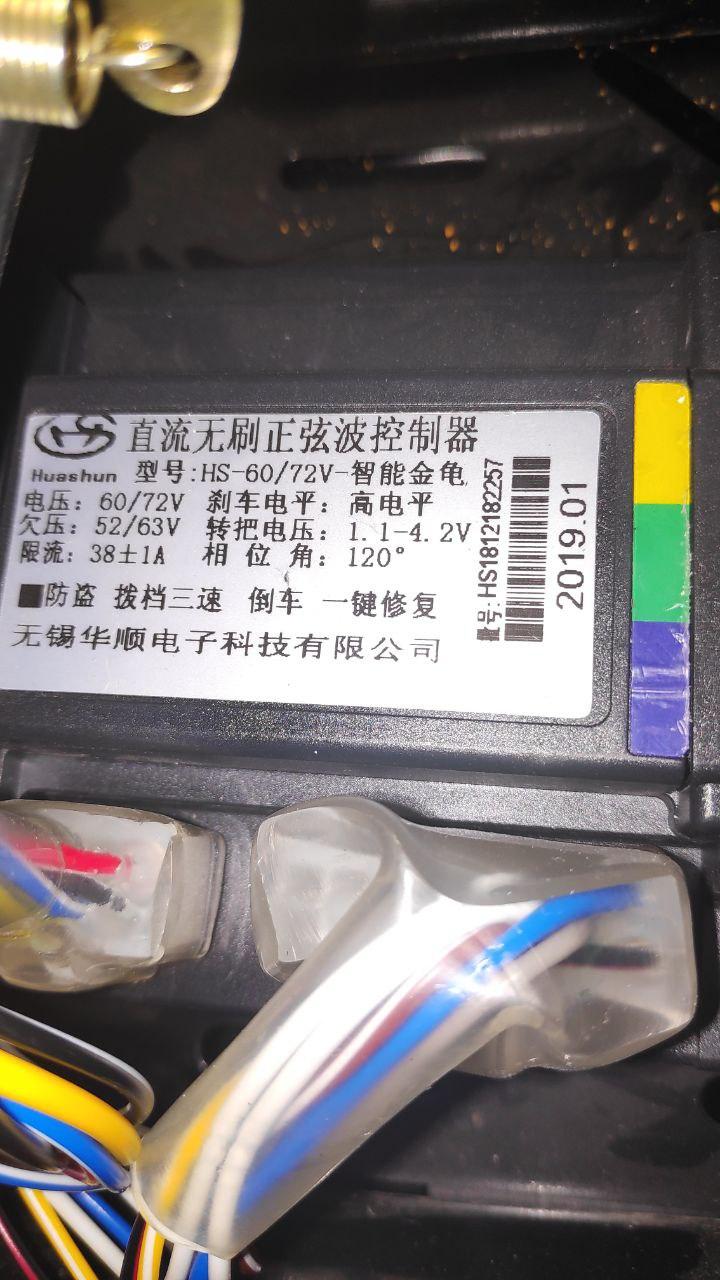 直流无刷正弦波控制器
Huashun 型号:HS-60/72V-智能金龟
电压: 60/72V 刹车电平: 高电平
欠压: 52/63V 转把电压: 1.1-4.2V
限流: 38±1A 相 位 角: 120°
■防盗 拨档三速 倒车 一键修复
无锡华顺电子科技有限公司
批号: HS1812182257
2019.01